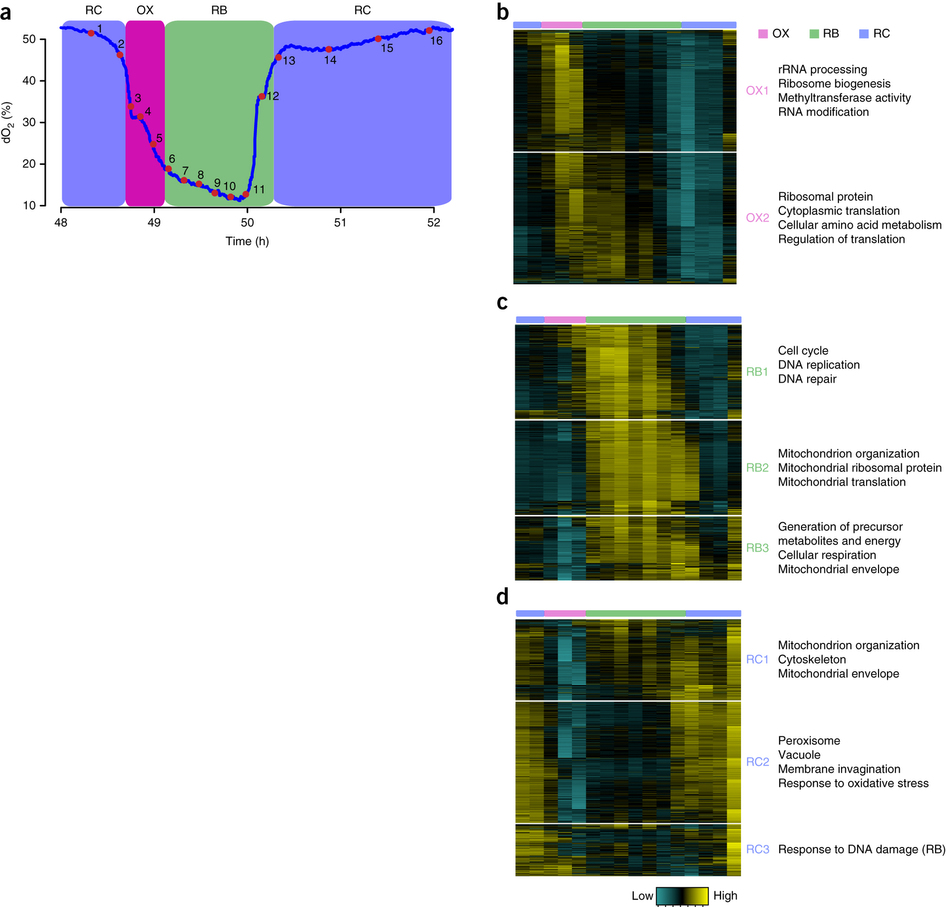 a
RC OX RB RC
50
40
30
20
10
dO2 (%)
1
2
3
4
5
6
7
8
9
10
11
12
13
14
15
16
48 49 50 51 52
Time (h)
b
OX RB RC
OX1
rRNA processing
Ribosome biogenesis
Methyltransferase activity
RNA modification
OX2
Ribosomal protein
Cytoplasmic translation
Cellular amino acid metabolism
Regulation of translation
c
RB1
Cell cycle
DNA replication
DNA repair
RB2
Mitochondrion organization
Mitochondrial ribosomal protein
Mitochondrial translation
RB3
Generation of precursor
metabolites and energy
Cellular respiration
Mitochondrial envelope
d
RC1
Mitochondrion organization
Cytoskeleton
Mitochondrial envelope
RC2
Peroxisome
Vacuole
Membrane invagination
Response to oxidative stress
RC3
Response to DNA damage (RB)
Low High